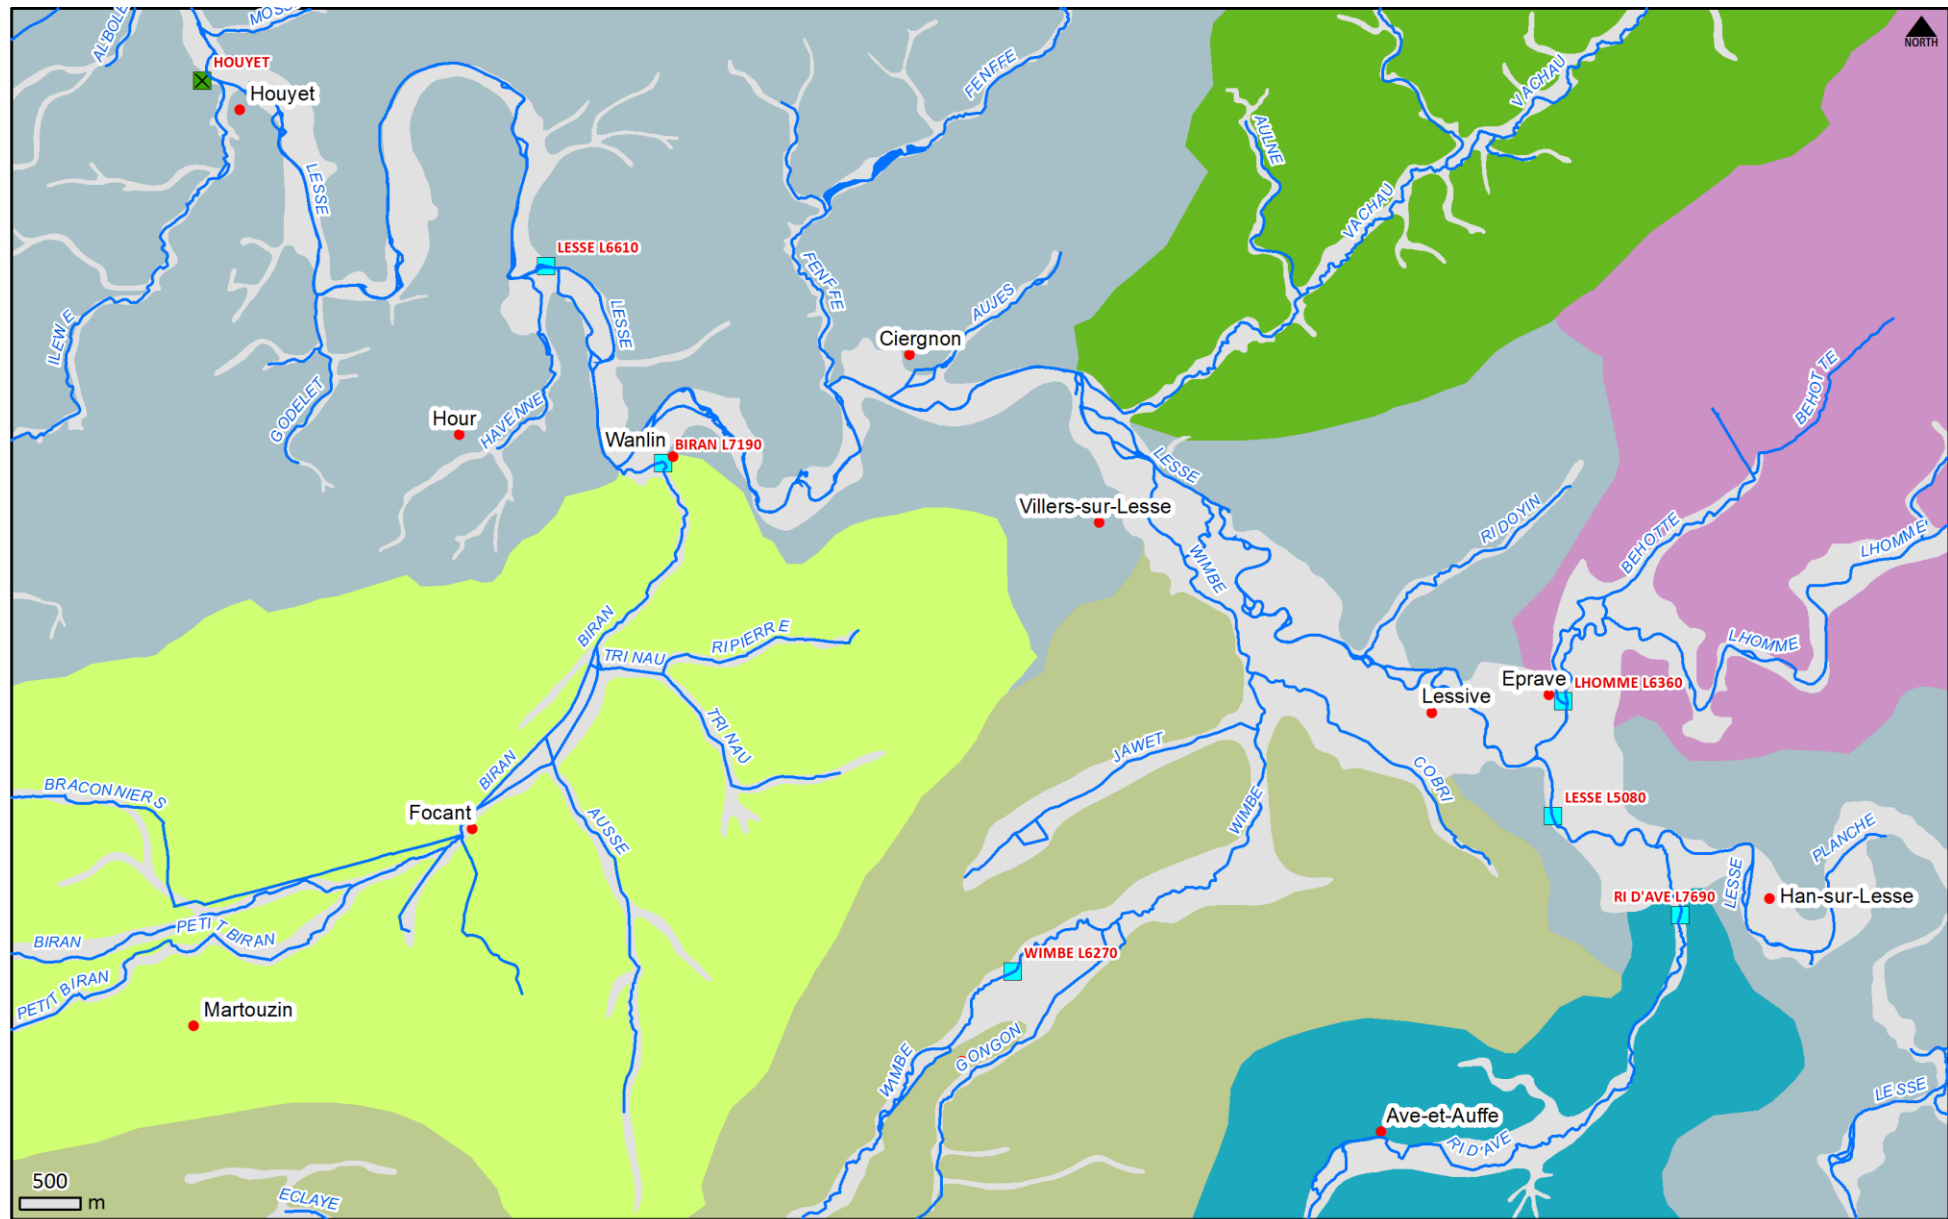 AL'BOLE
MOSS
NORTH
HOUYET
Houyet
FENFFE
VACHAU
AULNE
LESSE
VACHAU
LESSE L6610
FENFFE
AUJES
LESSE
ILEWE
Ciergnon
BEHOTTE
GODELET
Hour
HAVENNE
Wanlin
BIRAN L7190
LESSE
Villers-sur-Lesse
RI DOYIN
BEHOTTE
LHOMME
WIMBE
BIRAN
RIPIERRE
TRI NAU
LHOMME
Eprave
LHOMME L6360
Lessive
TRI NAU
JAWET
BIRAN
COBRI
BRACONNIERS
LESSE L5080
Focant
AUSSE
WIMBE
PLANCHE
LESSE
RI D'AVE L7690
Han-sur-Lesse
PETIT BIRAN
BIRAN
WIMBE L6270
PETIT BIRAN
Martouzin
GONGON
WIMBE
LESSE
Ave-et-Auffe
RI D'AVE
500
m
ECLAYE